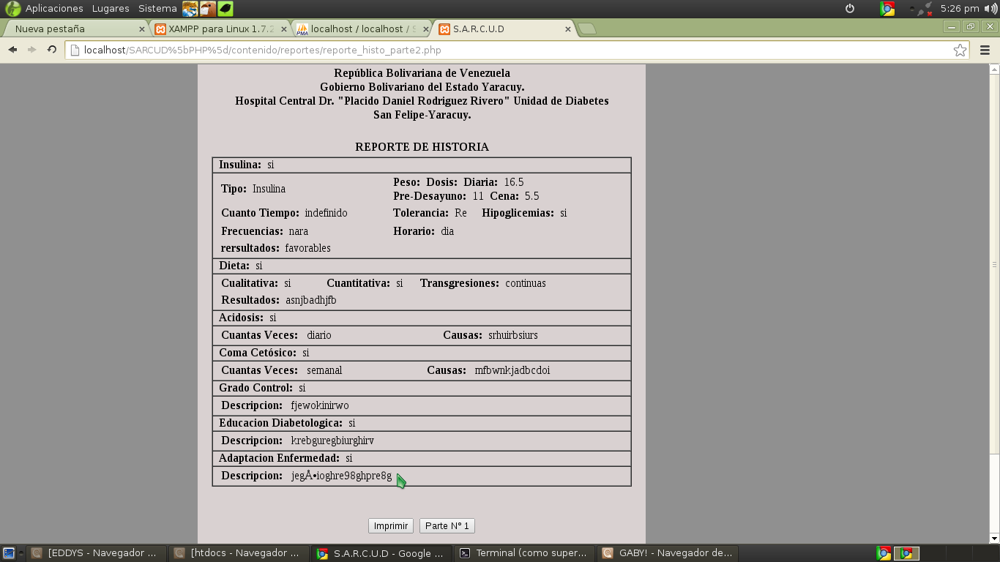 Aplicaciones Lugares Sistema 5:26 pm
Nueva pestaña XAMPP para Linux 1.7.2 localhost / localhost / S S.A.R.C.U.D
localhost/SARCUD%5bPHP%5d/contenido/reportes/reporte_histo_parte2.php
República Bolivariana de Venezuela
Gobierno Bolivariano del Estado Yaracuy.
Hospital Central Dr. "Placido Daniel Rodriguez Rivero" Unidad de Diabetes
San Felipe-Yaracuy.
REPORTE DE HISTORIA
Insulina: si
Tipo: Insulina
Peso: Dosis: Diaria: 16.5
Pre-Desayuno: 11 Cena: 5.5
Cuanto Tiempo: indefinido Tolerancia: Re Hipoglicemias: si
Frecuencias: nara Horario: dia
rersultados: favorables
Dieta: si
Cualitativa: si Cuantitativa: si Transgresiones: continuas
Resultados: asnjbadhjfb
Acidosis: si
Cuantas Veces: diario Causas: srhuirbsiurs
Coma Cetósico: si
Cuantas Veces: semanal Causas: mfbwnkjadbcdoi
Grado Control: si
Descripcion: fjewokinirwo
Educacion Diabetologica: si
Descripcion: krebguregbiurghirv
Adaptacion Enfermedad: si
Descripcion: jegÅ•ioghre98ghpre8g
Imprimir Parte N° 1
[EDDYS - Navegador ... [htdocs - Navegador ... S.A.R.C.U.D - Google ... Terminal (como super... GABY! - Navegador de...